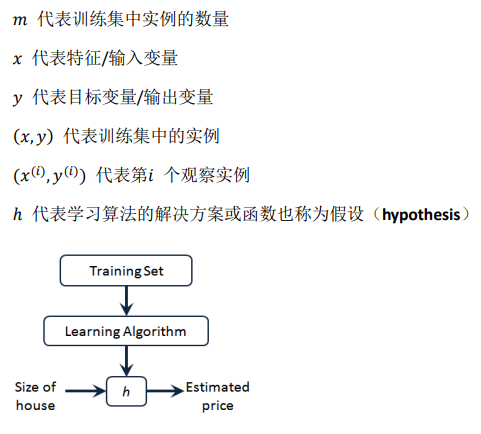 m 代表训练集中实例的数量
x 代表特征/输入变量
y 代表目标变量/输出变量
(x,y) 代表训练集中的实例
(x⁽ⁱ⁾,y⁽ⁱ⁾) 代表第i 个观察实例
h 代表学习算法的解决方案或函数也称为假设（hypothesis）
Training Set
Learning Algorithm
Size of
house
h
Estimated
price